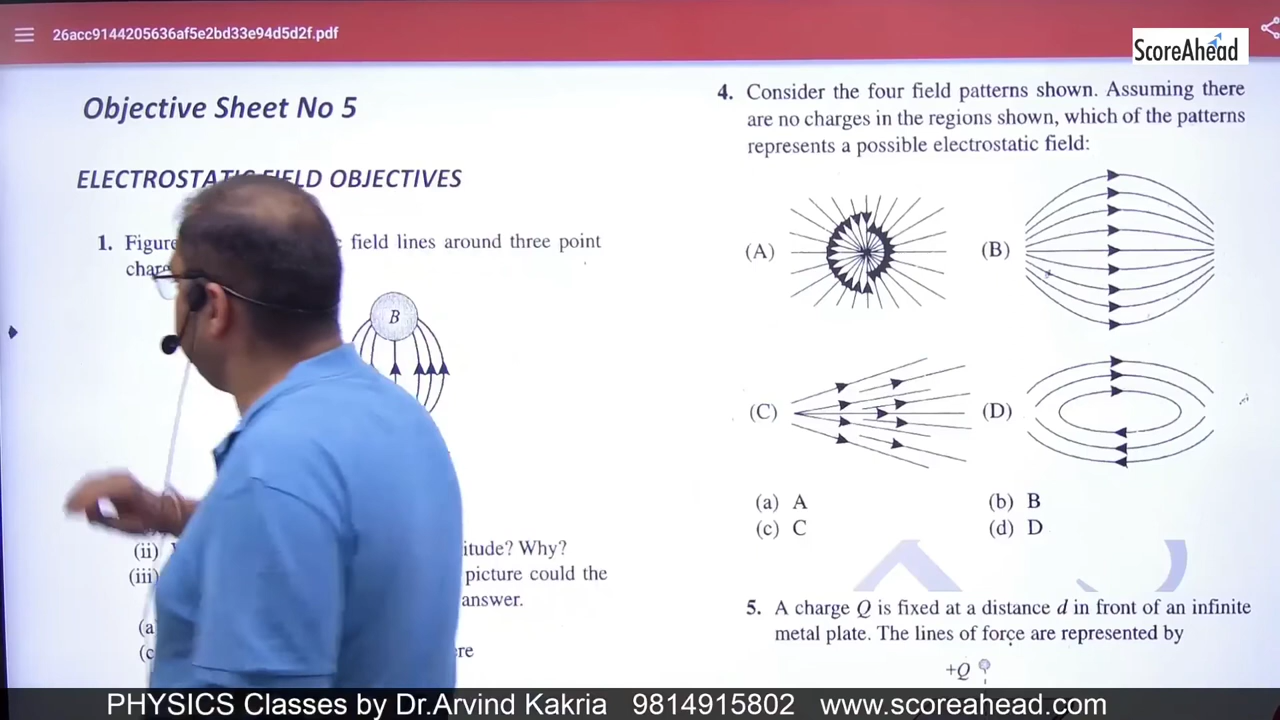 26acc9144205636af5e2bd33e94d5d2f.pdf
ScoreAhead
Objective Sheet No 5
ELECTROSTATIC FIELD OBJECTIVES
1. Figure field lines around three point
B
(ii)
itude? Why?
(iii)
picture could the
answer.
(a
(c
4. Consider the four field patterns shown. Assuming there
are no charges in the regions shown, which of the patterns
represents a possible electrostatic field:
(A)
(B)
(C)
(D)
(a) A
(b) B
(c) C
(d) D
5. A charge Q is fixed at a distance d in front of an infinite
metal plate. The lines of force are represented by
+Q
PHYSICS Classes by Dr.Arvind Kakria 9814915802 www.scoreahead.com